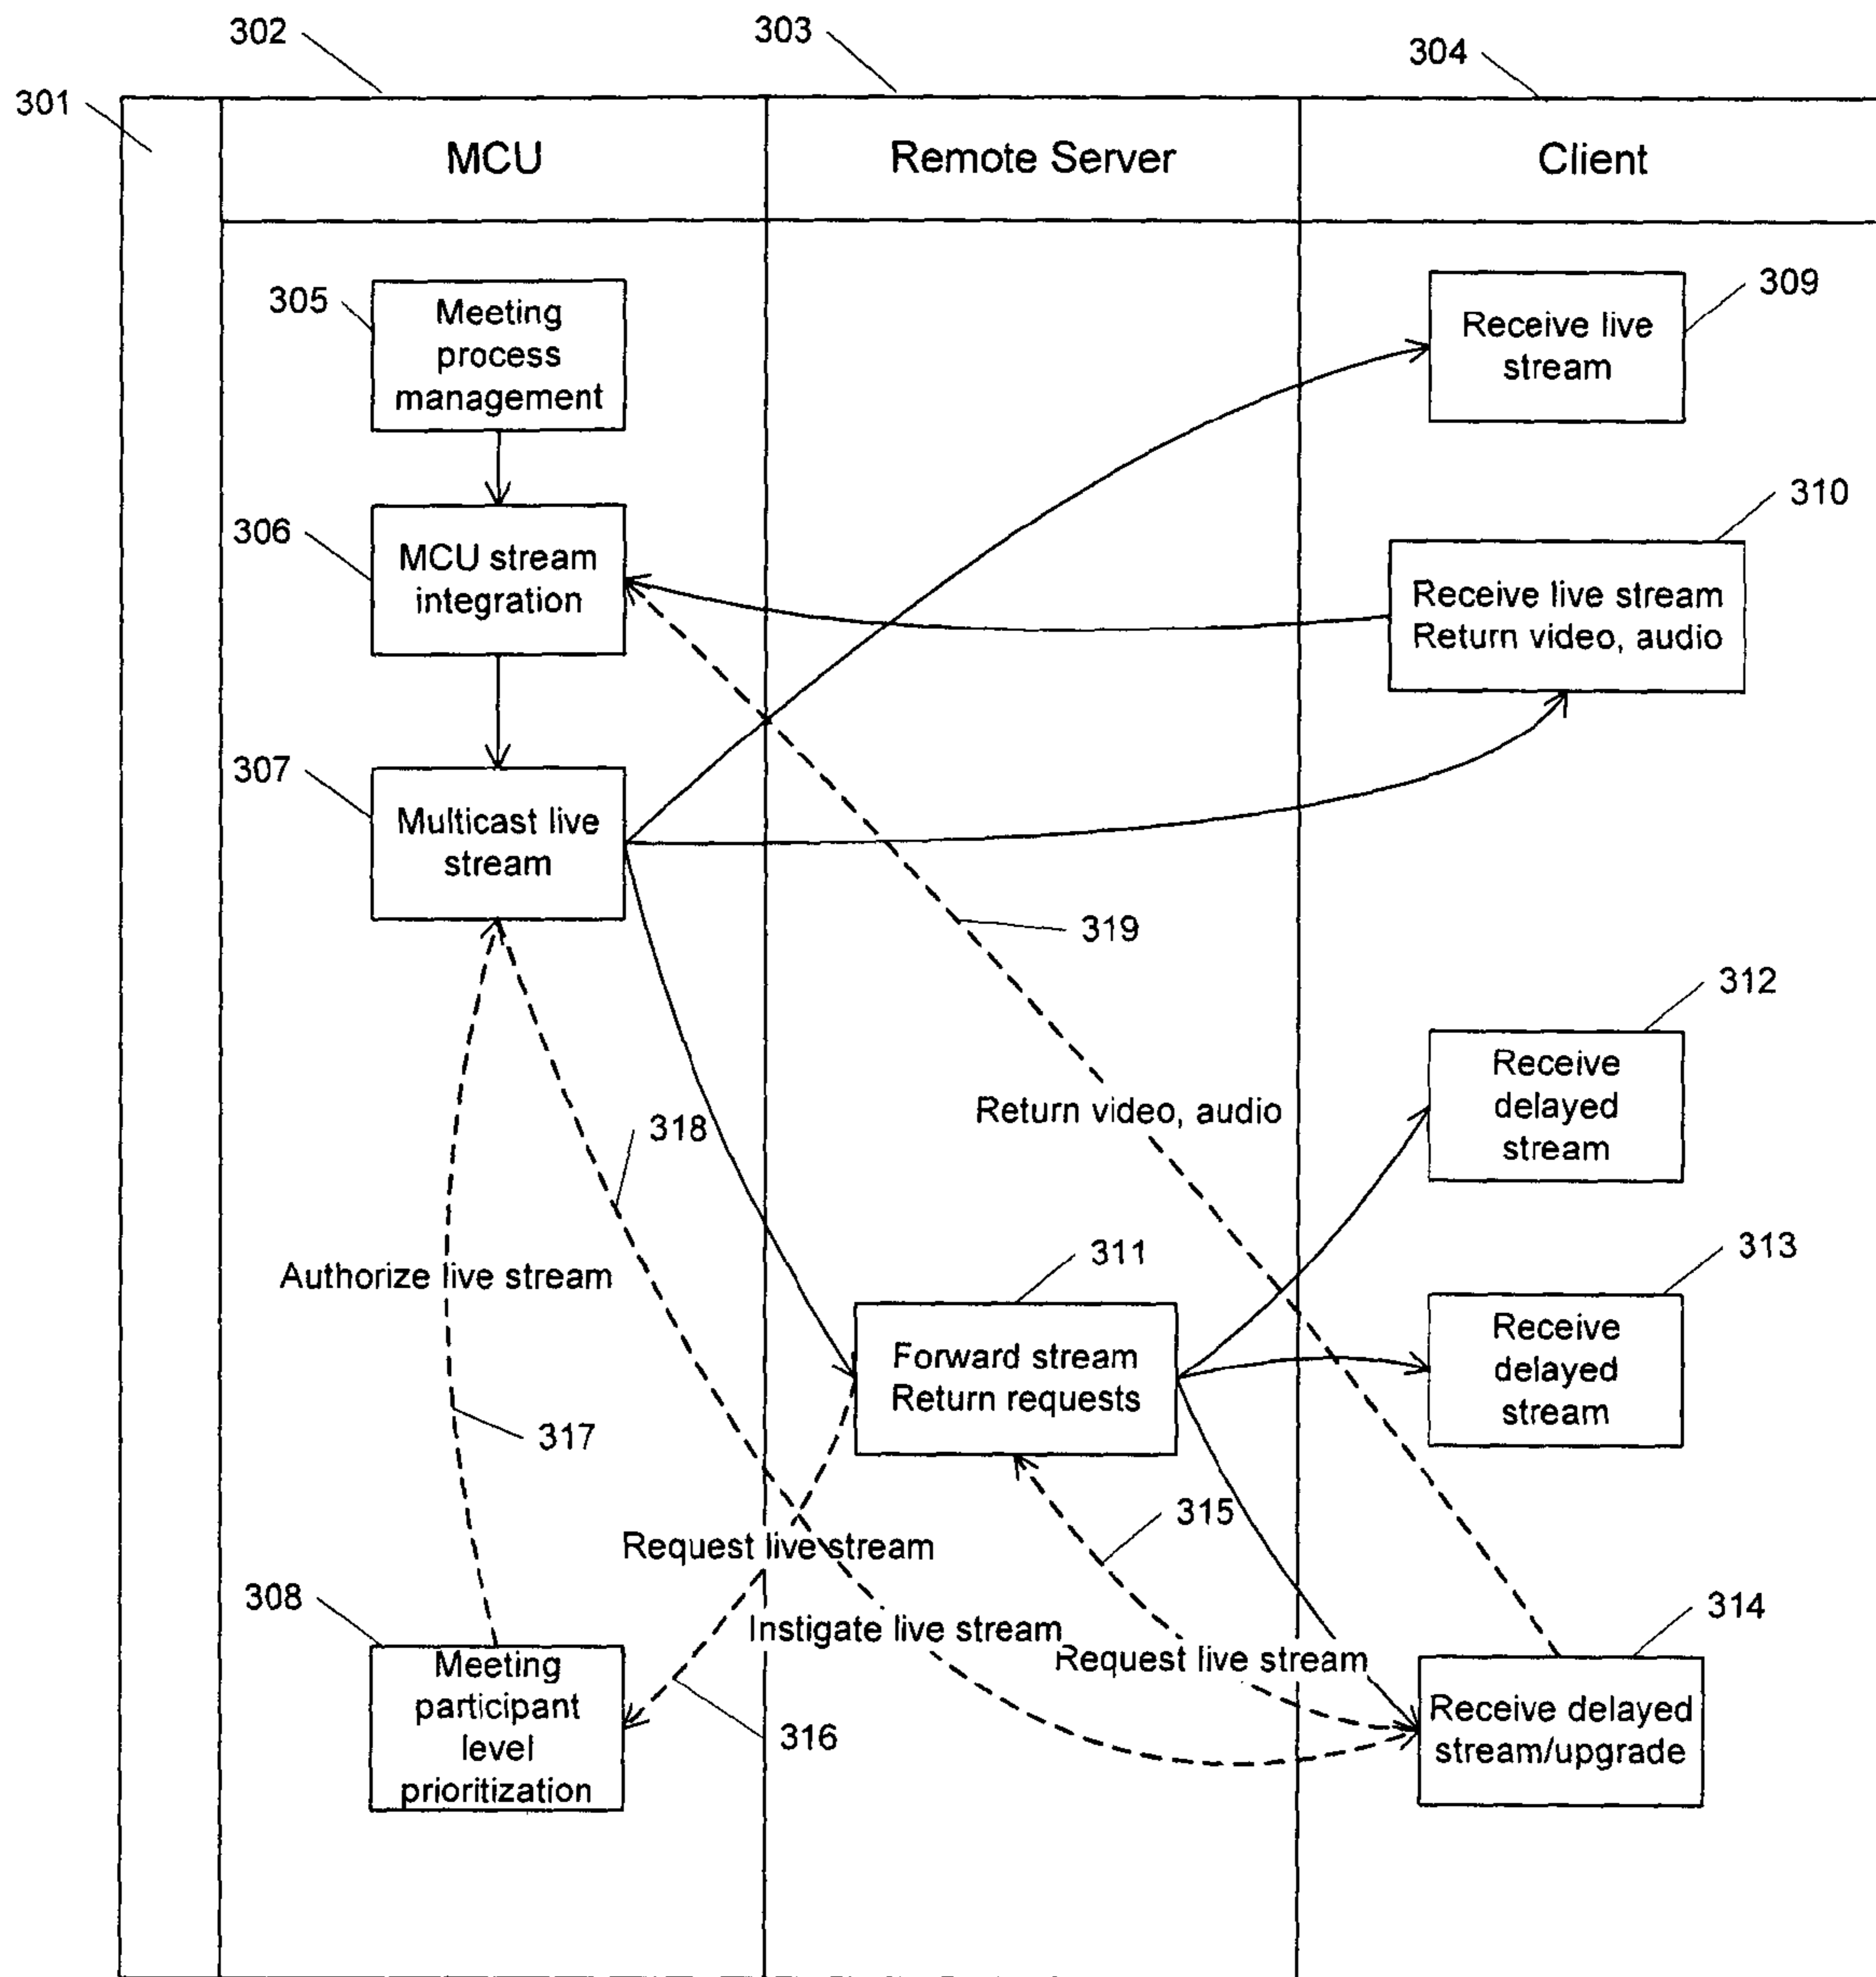 302
303
304
301
MCU
Remote Server
Client
305
Meeting
process
management
309
Receive live
stream
306
MCU stream
integration
310
Receive live stream
Return video, audio
307
Multicast live
stream
319
312
Receive
delayed
stream
Return video, audio
318
Authorize live stream
311
Forward stream
Return requests
313
Receive
delayed
stream
317
315
Request live stream
308
Meeting
participant
level
prioritization
Instigate live stream
Request live stream
316
314
Receive delayed
stream/upgrade